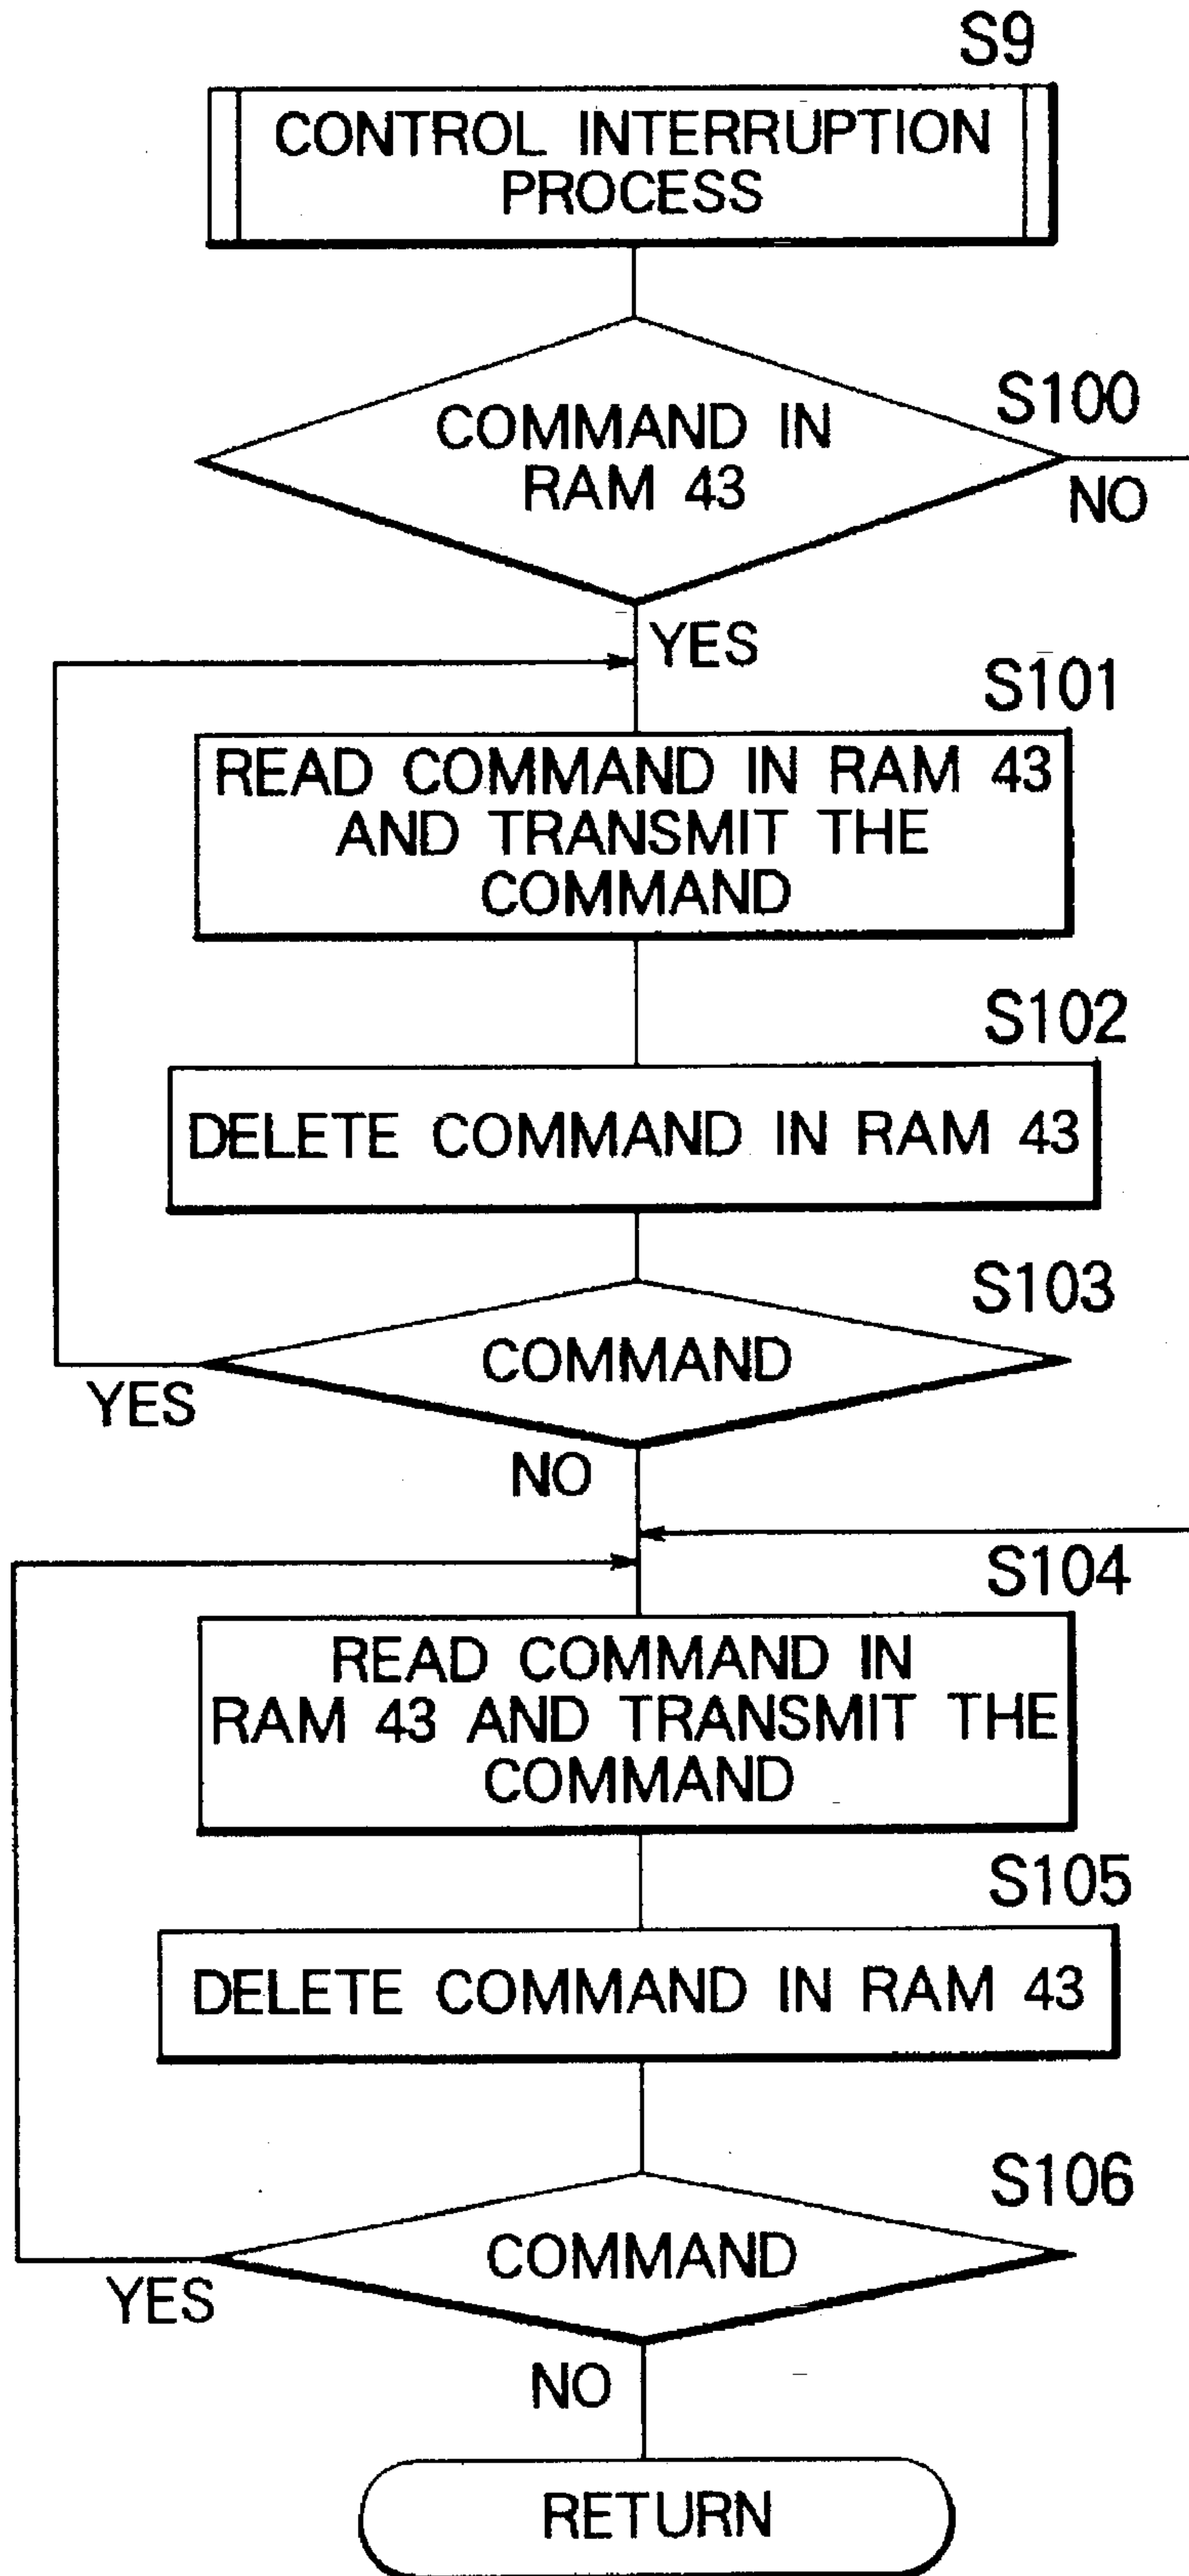 S9
CONTROL INTERRUPTION
PROCESS
S100
COMMAND IN
RAM 43
NO
YES
S101
READ COMMAND IN RAM 43
AND TRANSMIT THE
COMMAND
S102
DELETE COMMAND IN RAM 43
S103
COMMAND
YES
NO
S104
READ COMMAND IN
RAM 43 AND TRANSMIT THE
COMMAND
S105
DELETE COMMAND IN RAM 43
S106
COMMAND
YES
NO
RETURN